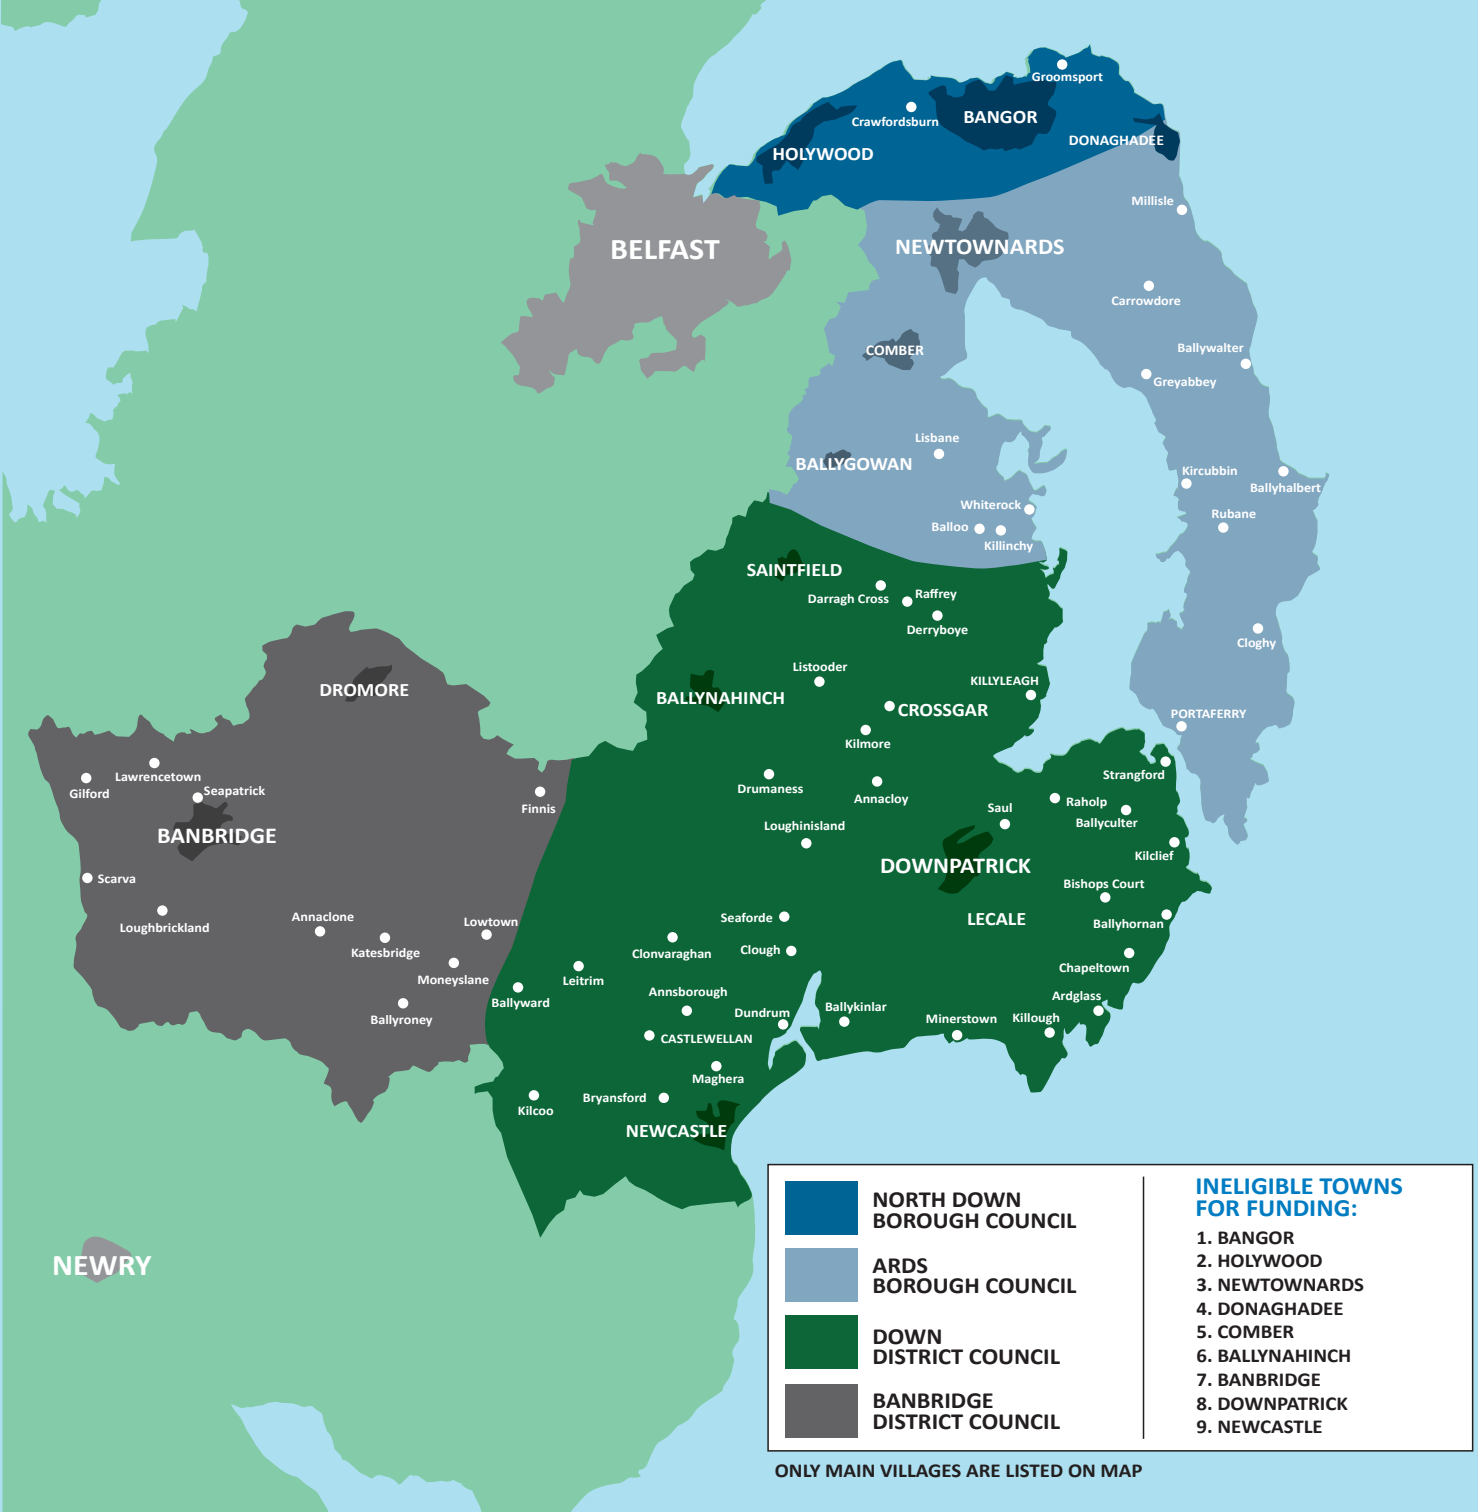 Groomsport
Crawfordsburn
BANGOR
DONAGHADEE
HOLYWOOD
Millisle
BELFAST
NEWTOWNARDS
Carrowdore
COMBER
Ballywalter
Greyabbey
Lisbane
BALLYGOWAN
Kircubbin
Ballyhalbert
Whiterock
Rubane
Balloo
Killinchy
SAINTFIELD
Darragh Cross
Raffrey
Derryboye
Cloghy
Listooder
KILLYLEAGH
DROMORE
BALLYNAHINCH
CROSSGAR
PORTAFERRY
Kilmore
Lawrencetown
Gilford
Seapatrick
Finnis
Drumaness
Annacloy
Strangford
Saul
Raholp
Ballyculter
Loughinisland
BANBRIDGE
Kilclief
DOWNPATRICK
Scarva
Bishops Court
Loughbrickland
Annaclone
Lowtown
Seaforde
LECALE
Ballyhornan
Katesbridge
Clonvaraghan
Clough
Chapeltown
Moneyslane
Leitrim
Ballyward
Annsborough
Ardglass
Ballyroney
Dundrum
Ballykinlar
Minerstown
Killough
CASTLEWELLAN
Maghera
Kilcoo
Bryansford
NEWCASTLE
NEWRY
NORTH DOWN
BOROUGH COUNCIL
ARDS
BOROUGH COUNCIL
DOWN
DISTRICT COUNCIL
BANBRIDGE
DISTRICT COUNCIL
INELIGIBLE TOWNS
FOR FUNDING:
1. BANGOR
2. HOLYWOOD
3. NEWTOWNARDS
4. DONAGHADEE
5. COMBER
6. BALLYNAHINCH
7. BANBRIDGE
8. DOWNPATRICK
9. NEWCASTLE
ONLY MAIN VILLAGES ARE LISTED ON MAP